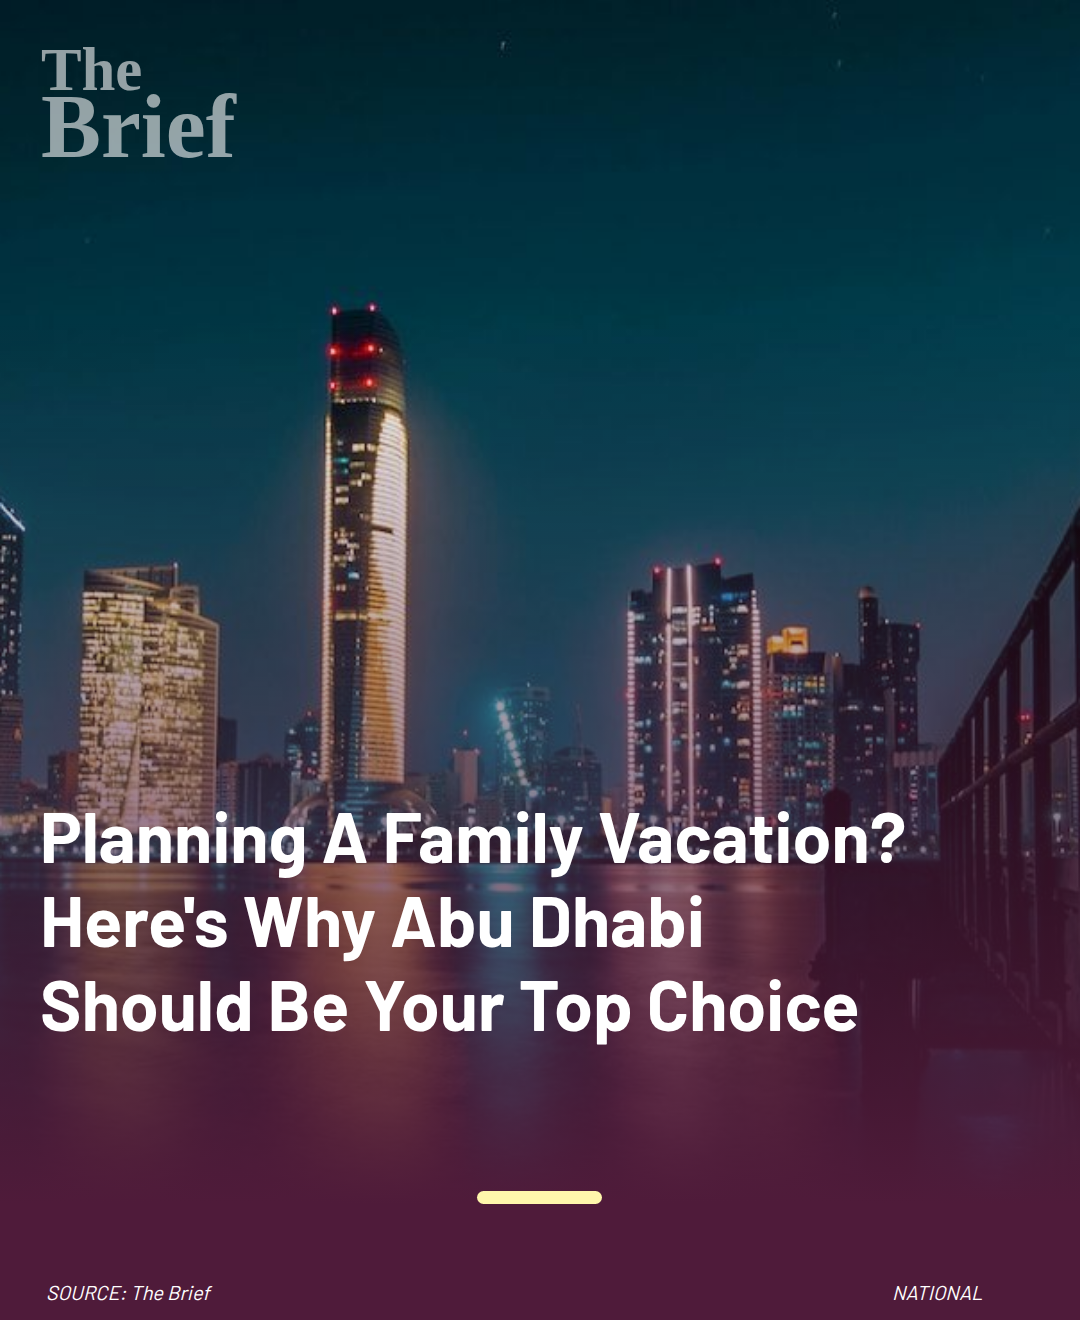 The
Brief
Planning A Family Vacation?
Here's Why Abu Dhabi
Should Be Your Top Choice
SOURCE: The Brief
NATIONAL